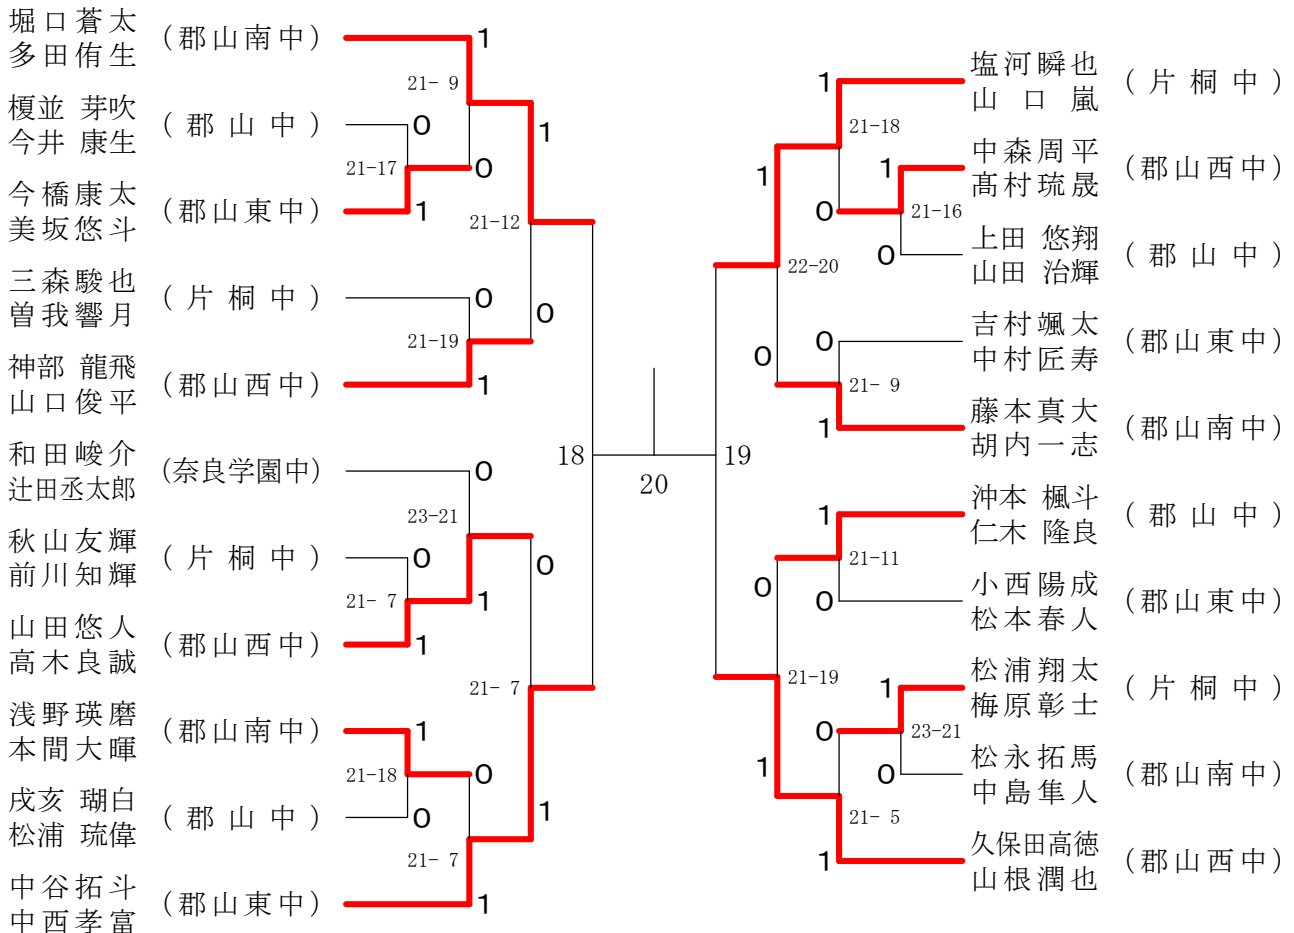 堀口蒼太
多田侑生
(郡山南中)
1
21- 9
榎並 芽吹
今井 康生
(郡山中)
0
21-17
0
今橋康太
美坂悠斗
(郡山東中)
1
1
21-12
三森駿也
曽我響月
(片桐中)
0
21-19
0
神部 龍飛
山口俊平
(郡山西中)
1
和田峻介
辻田丞太郎
(奈良学園中)
0
23-21
秋山友輝
前川知輝
(片桐中)
0
21- 7
1
0
山田悠人
高木良誠
(郡山西中)
1
21- 7
浅野瑛磨
本間大暉
(郡山南中)
1
21-18
0
戌亥 瑚白
松浦 琉偉
(郡山中)
0
21- 7
1
中谷拓斗
中西孝富
(郡山東中)
1
18
20
19
1
塩河瞬也
山口嵐
(片桐中)
21-18
1
1
中森周平
髙村琉晟
(郡山西中)
0
21-16
0
上田 悠翔
山田 治輝
(郡山中)
22-20
0
吉村颯太
中村匠寿
(郡山東中)
0
21- 9
1
藤本真大
胡内一志
(郡山南中)
1
沖本 楓斗
仁木 隆良
(郡山中)
21-11
0
0
小西陽成
松本春人
(郡山東中)
21-19
1
松浦翔太
梅原彰士
(片桐中)
0
23-21
1
0
松永拓馬
中島隼人
(郡山南中)
21- 5
1
久保田高徳
山根潤也
(郡山西中)